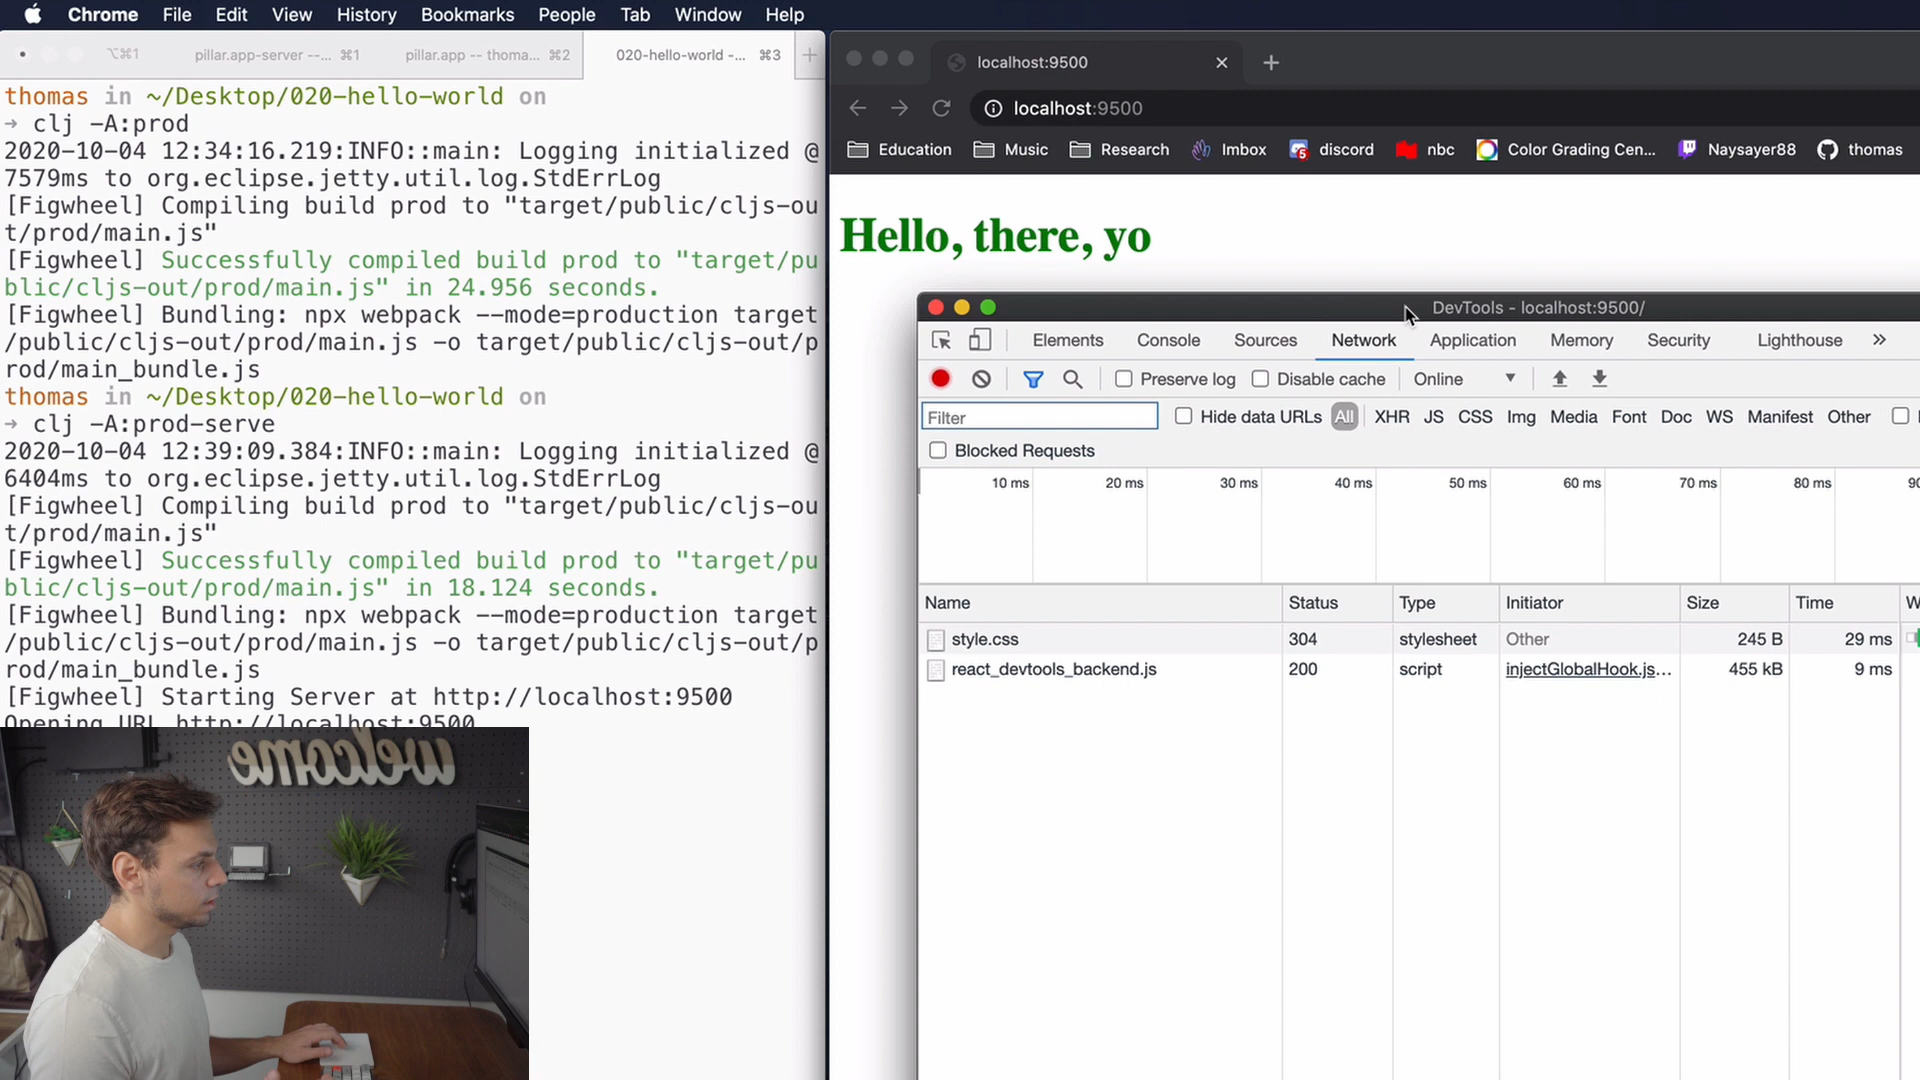 Chrome File Edit View History Bookmarks People Tab Window Help
⌥⌘1 pillar.app-server --... ⌘1 pillar.app -- thoma... ⌘2 020-hello-world -... ⌘3
thomas in ~/Desktop/020-hello-world on
→ clj -A:prod
2020-10-04 12:34:16.219:INFO::main: Logging initialized @
7579ms to org.eclipse.jetty.util.log.StdErrLog
[Figwheel] Compiling build prod to "target/public/cljs-ou
t/prod/main.js"
[Figwheel] Successfully compiled build prod to "target/pu
blic/cljs-out/prod/main.js" in 24.956 seconds.
[Figwheel] Bundling: npx webpack --mode=production target
/public/cljs-out/prod/main.js -o target/public/cljs-out/p
rod/main_bundle.js
thomas in ~/Desktop/020-hello-world on
→ clj -A:prod-serve
2020-10-04 12:39:09.384:INFO::main: Logging initialized @
6404ms to org.eclipse.jetty.util.log.StdErrLog
[Figwheel] Compiling build prod to "target/public/cljs-ou
t/prod/main.js"
[Figwheel] Successfully compiled build prod to "target/pu
blic/cljs-out/prod/main.js" in 18.124 seconds.
[Figwheel] Bundling: npx webpack --mode=production target
/public/cljs-out/prod/main.js -o target/public/cljs-out/p
rod/main_bundle.js
[Figwheel] Starting Server at http://localhost:9500
Opening URL http://localhost:9500
welcome
localhost:9500
localhost:9500
Education Music Research Imbox discord nbc Color Grading Cen... Naysayer88 thomas
Hello, there, yo
DevTools - localhost:9500/
Elements Console Sources Network Application Memory Security Lighthouse »
Preserve log Disable cache Online
Filter Hide data URLs All XHR JS CSS Img Media Font Doc WS Manifest Other
Blocked Requests
10 ms 20 ms 30 ms 40 ms 50 ms 60 ms 70 ms 80 ms
Name Status Type Initiator Size Time
style.css 304 stylesheet Other 245 B 29 ms
react_devtools_backend.js 200 script injectGlobalHook.js... 455 kB 9 ms